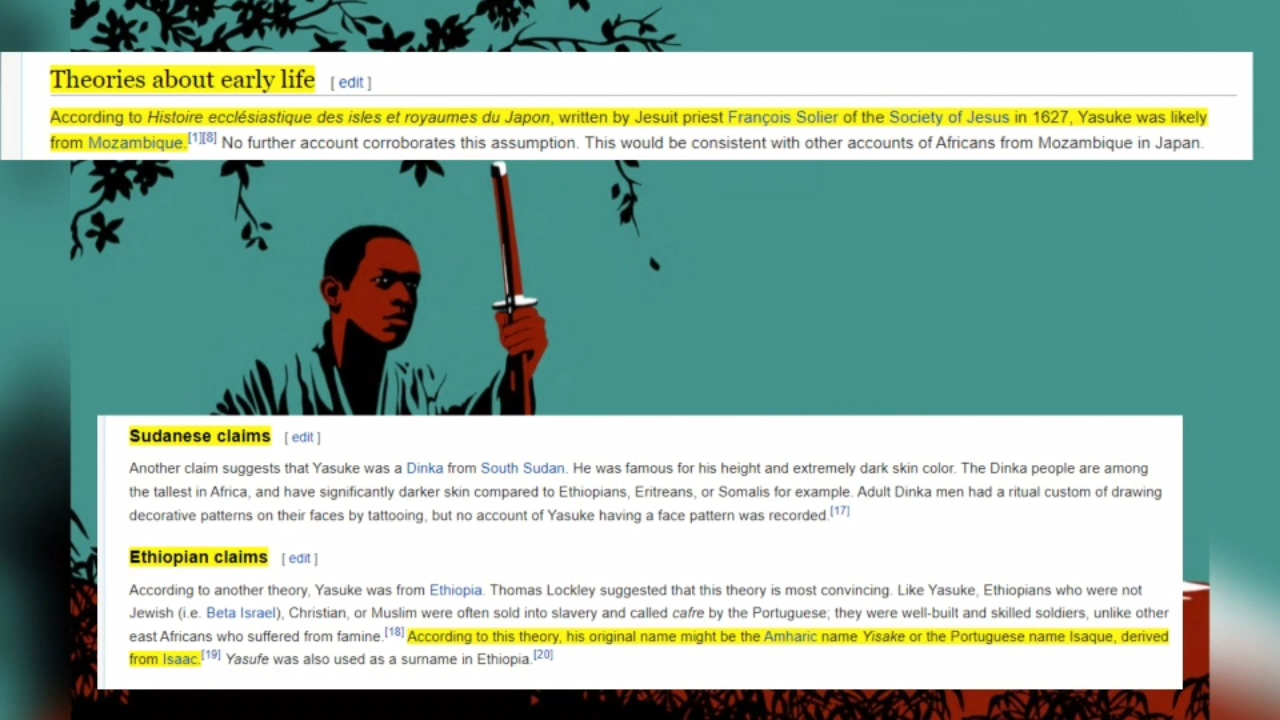 Theories about early life [ edit ]
According to Histoire ecclésiastique des isles et royaumes du Japon, written by Jesuit priest François Solier of the Society of Jesus in 1627, Yasuke was likely
from Mozambique.[1][8] No further account corroborates this assumption. This would be consistent with other accounts of Africans from Mozambique in Japan.
Sudanese claims [ edit ]
Another claim suggests that Yasuke was a Dinka from South Sudan. He was famous for his height and extremely dark skin color. The Dinka people are among
the tallest in Africa, and have significantly darker skin compared to Ethiopians, Eritreans, or Somalis for example. Adult Dinka men had a ritual custom of drawing
decorative patterns on their faces by tattooing, but no account of Yasuke having a face pattern was recorded.[17]
Ethiopian claims [ edit ]
According to another theory, Yasuke was from Ethiopia. Thomas Lockley suggested that this theory is most convincing. Like Yasuke, Ethiopians who were not
Jewish (i.e. Beta Israel), Christian, or Muslim were often sold into slavery and called cafre by the Portuguese; they were well-built and skilled soldiers, unlike other
east Africans who suffered from famine.[18] According to this theory, his original name might be the Amharic name Yisake or the Portuguese name Isaque, derived
from Isaac.[19] Yasufe was also used as a surname in Ethiopia.[20]